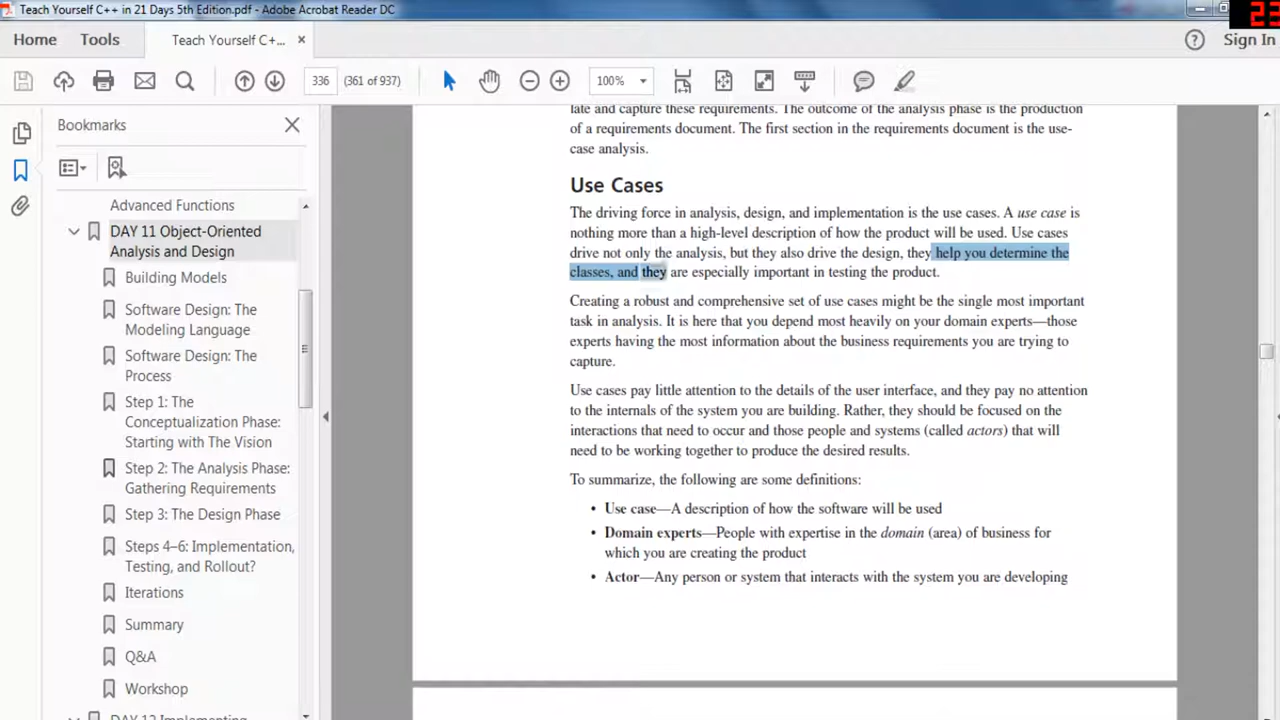 Teach Yourself C++ in 21 Days 5th Edition.pdf - Adobe Acrobat Reader DC
23
Home
Tools
Teach Yourself C+...
Sign In
336
(361 of 937)
100%
Bookmarks
Advanced Functions
DAY 11 Object-Oriented
Analysis and Design
Building Models
Software Design: The
Modeling Language
Software Design: The
Process
Step 1: The
Conceptualization Phase:
Starting with The Vision
Step 2: The Analysis Phase:
Gathering Requirements
Step 3: The Design Phase
Steps 4–6: Implementation,
Testing, and Rollout?
Iterations
Summary
Q&A
Workshop
DAY 12 Implementing
late and capture these requirements. The outcome of the analysis phase is the production
of a requirements document. The first section in the requirements document is the use-
case analysis.
Use Cases
The driving force in analysis, design, and implementation is the use cases. A use case is
nothing more than a high-level description of how the product will be used. Use cases
drive not only the analysis, but they also drive the design, they help you determine the
classes, and they are especially important in testing the product.
Creating a robust and comprehensive set of use cases might be the single most important
task in analysis. It is here that you depend most heavily on your domain experts—those
experts having the most information about the business requirements you are trying to
capture.
Use cases pay little attention to the details of the user interface, and they pay no attention
to the internals of the system you are building. Rather, they should be focused on the
interactions that need to occur and those people and systems (called actors) that will
need to be working together to produce the desired results.
To summarize, the following are some definitions:
• Use case—A description of how the software will be used
• Domain experts—People with expertise in the domain (area) of business for
which you are creating the product
• Actor—Any person or system that interacts with the system you are developing